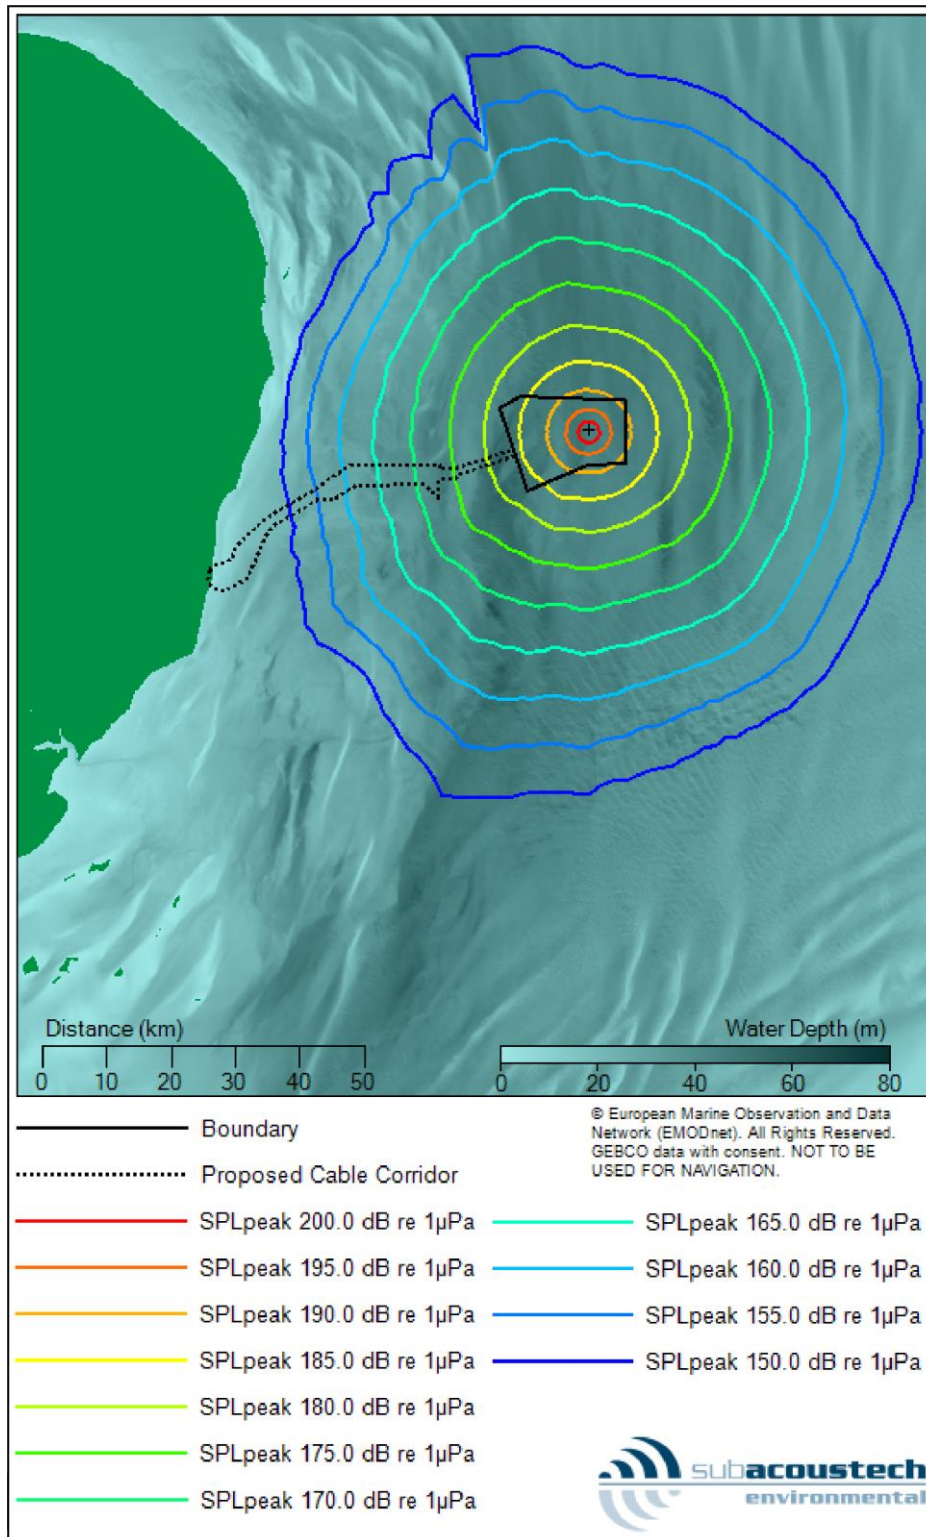 Distance (km)
0 10 20 30 40 50
Water Depth (m)
0 20 40 60 80
Boundary
Proposed Cable Corridor
© European Marine Observation and Data
Network (EMODnet). All Rights Reserved.
GEBCO data with consent. NOT TO BE
USED FOR NAVIGATION.
SPLpeak 200.0 dB re 1µPa
SPLpeak 195.0 dB re 1µPa
SPLpeak 190.0 dB re 1µPa
SPLpeak 185.0 dB re 1µPa
SPLpeak 180.0 dB re 1µPa
SPLpeak 175.0 dB re 1µPa
SPLpeak 170.0 dB re 1µPa
SPLpeak 165.0 dB re 1µPa
SPLpeak 160.0 dB re 1µPa
SPLpeak 155.0 dB re 1µPa
SPLpeak 150.0 dB re 1µPa
subacoustech
environmental